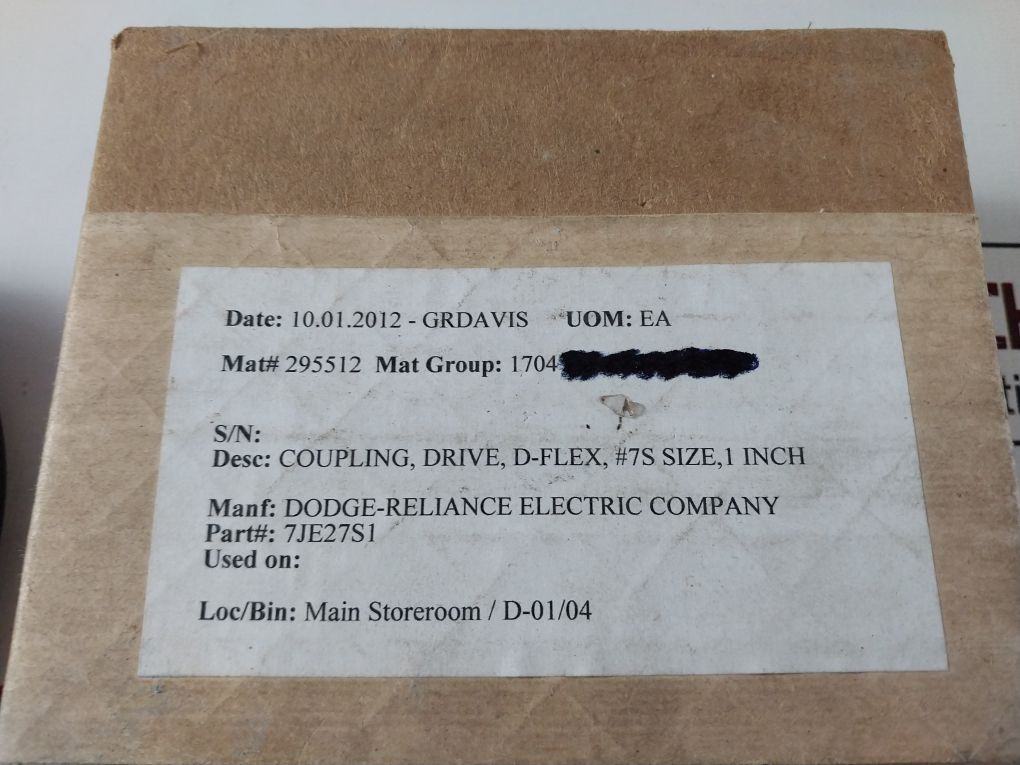 Date: 10.01.2012 - GRDAVIS UOM: EA
Mat# 295512 Mat Group: 1704
S/N:
Desc: COUPLING, DRIVE, D-FLEX, #7S SIZE,1 INCH
Manf: DODGE-RELIANCE ELECTRIC COMPANY
Part#: 7JE27S1
Used on:
Loc/Bin: Main Storeroom / D-01/04